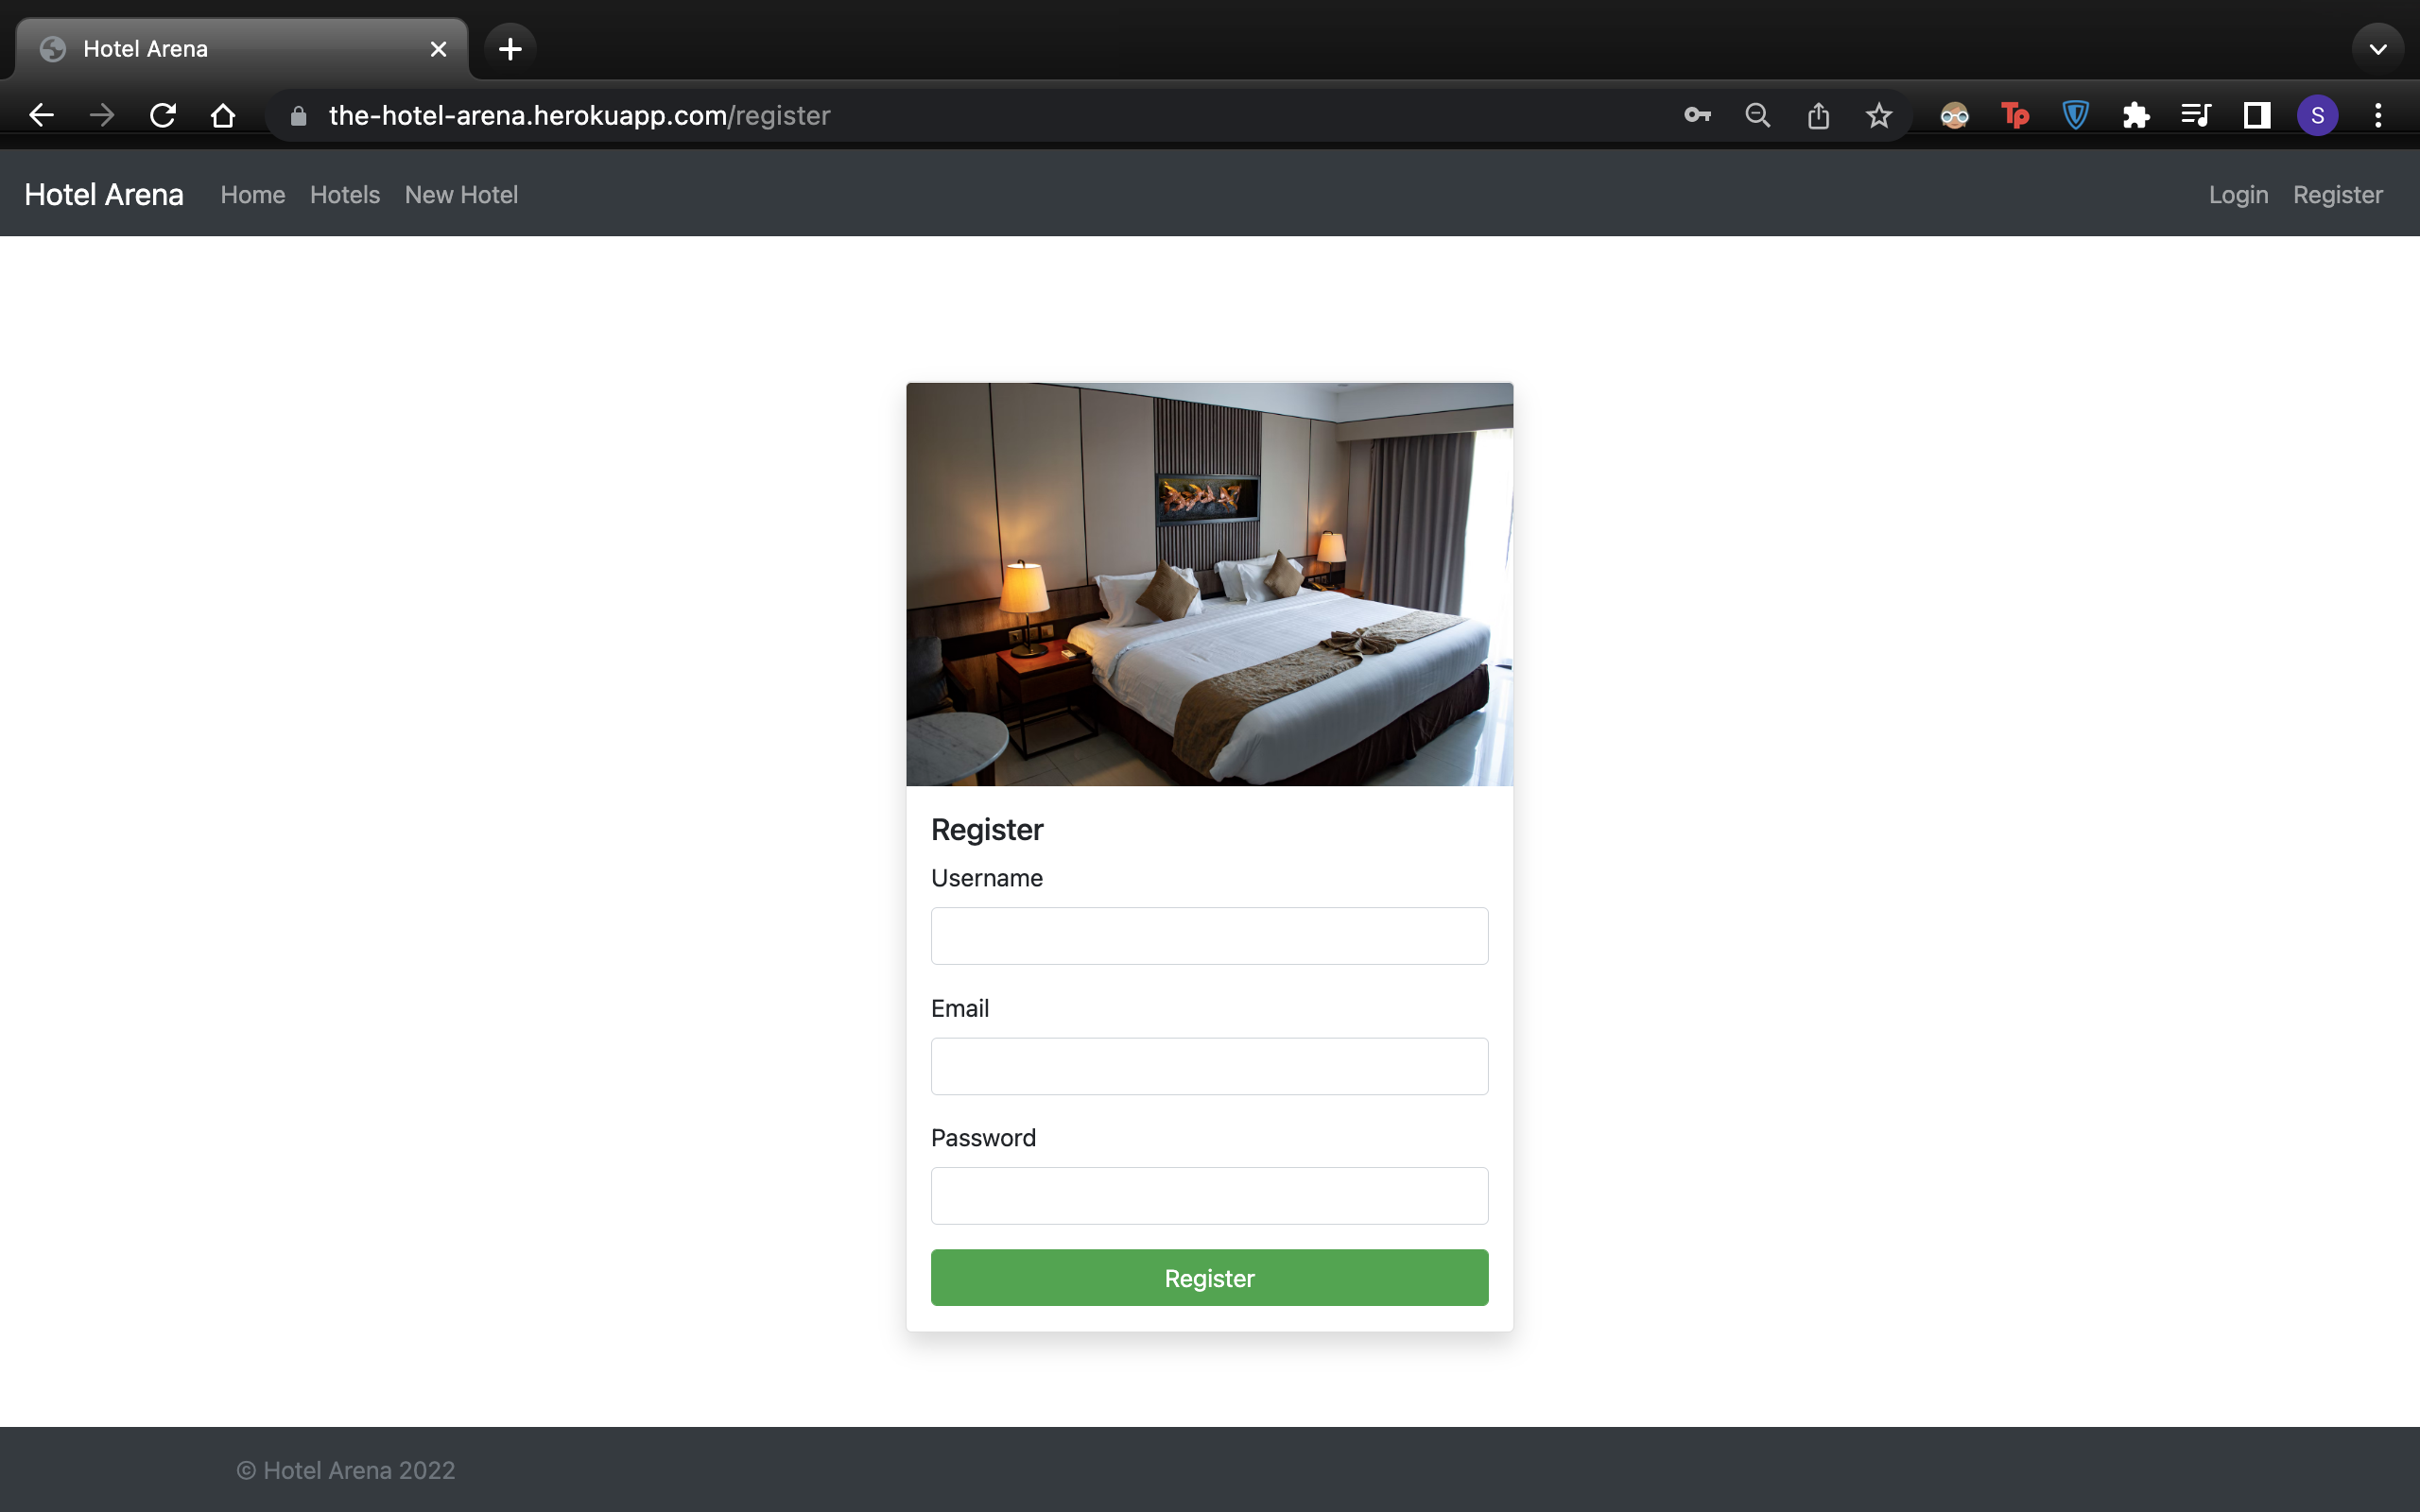 Hotel Arena
the-hotel-arena.herokuapp.com/register
Tp
S
Hotel Arena Home Hotels New Hotel Login Register
Register
Username
Email
Password
Register
© Hotel Arena 2022